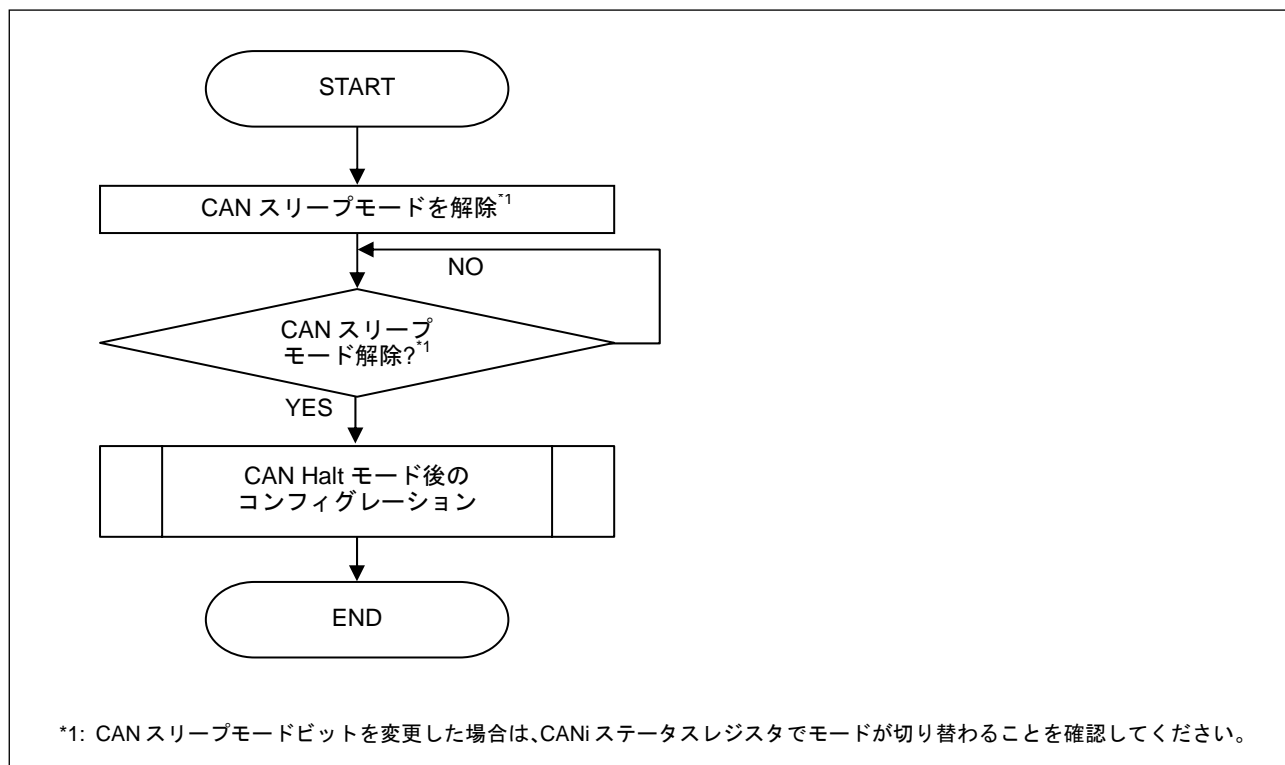 START
CAN スリープモードを解除*1
NO
CAN スリープ
モード解除?*1
YES
CAN Halt モード後の
コンフィグレーション
END
*1: CAN スリープモードビットを変更した場合は、CANi ステータスレジスタでモードが切り替わることを確認してください。